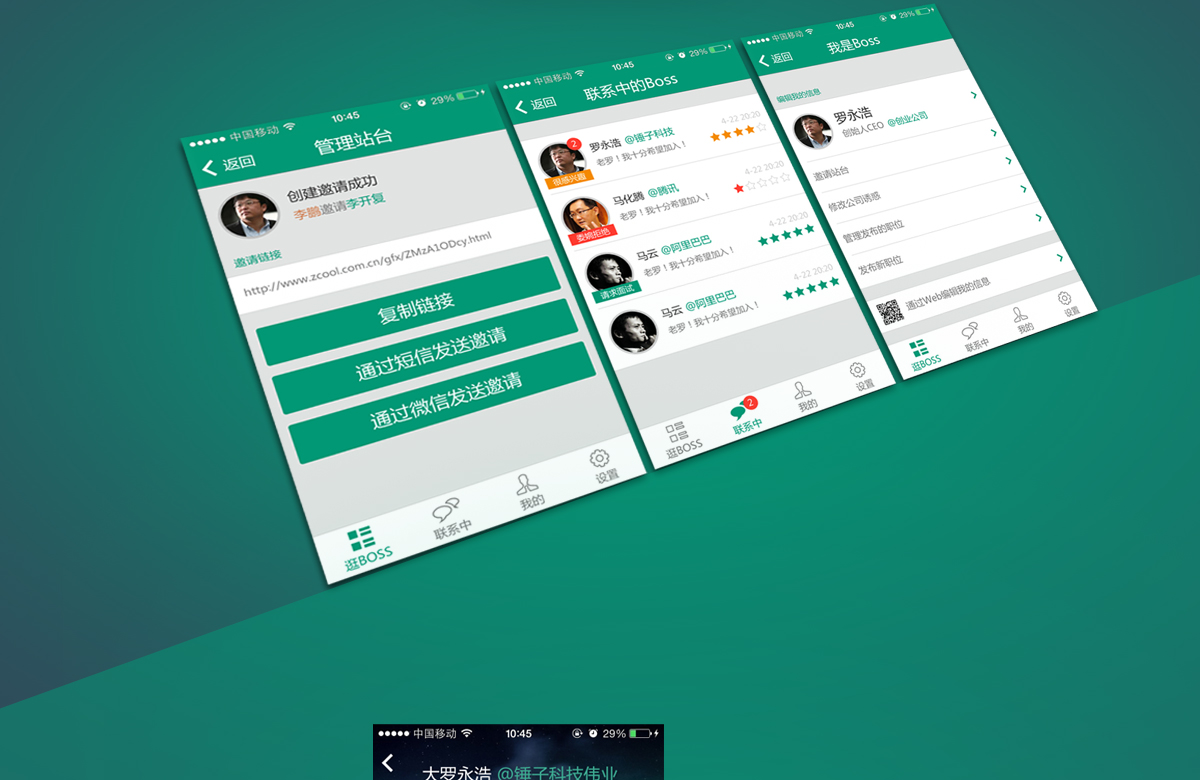 中国移动 10:45 29%
返回 管理站台
创建邀请成功
李鹏邀请李开复
邀请链接
http://www.zcool.com.cn/gfx/ZMzA1ODcy.html
复制链接
通过短信发送邀请
通过微信发送邀请
逛BOSS 联系中 我的 设置
中国移动 10:45 29%
返回 联系中的Boss
2 罗永浩 @锤子科技 4-22 20:20
老罗！我十分希望加入！
很感兴趣
马化腾 @腾讯 4-22 20:20
老罗！我十分希望加入！
委婉拒绝
马云 @阿里巴巴 4-22 20:20
老罗！我十分希望加入！
请求面试
马云 @阿里巴巴 4-22 20:20
老罗！我十分希望加入！
逛BOSS 联系中 2 我的 设置
中国移动 10:45 29%
返回 我是Boss
编辑我的信息
罗永浩
创始人CEO @创业公司
邀请站台
修改公司诱惑
管理发布的职位
发布新职位
通过Web编辑我的信息
逛BOSS 联系中 我的 设置
中国移动 10:45 29%
大罗永浩 @锤子科技伟业